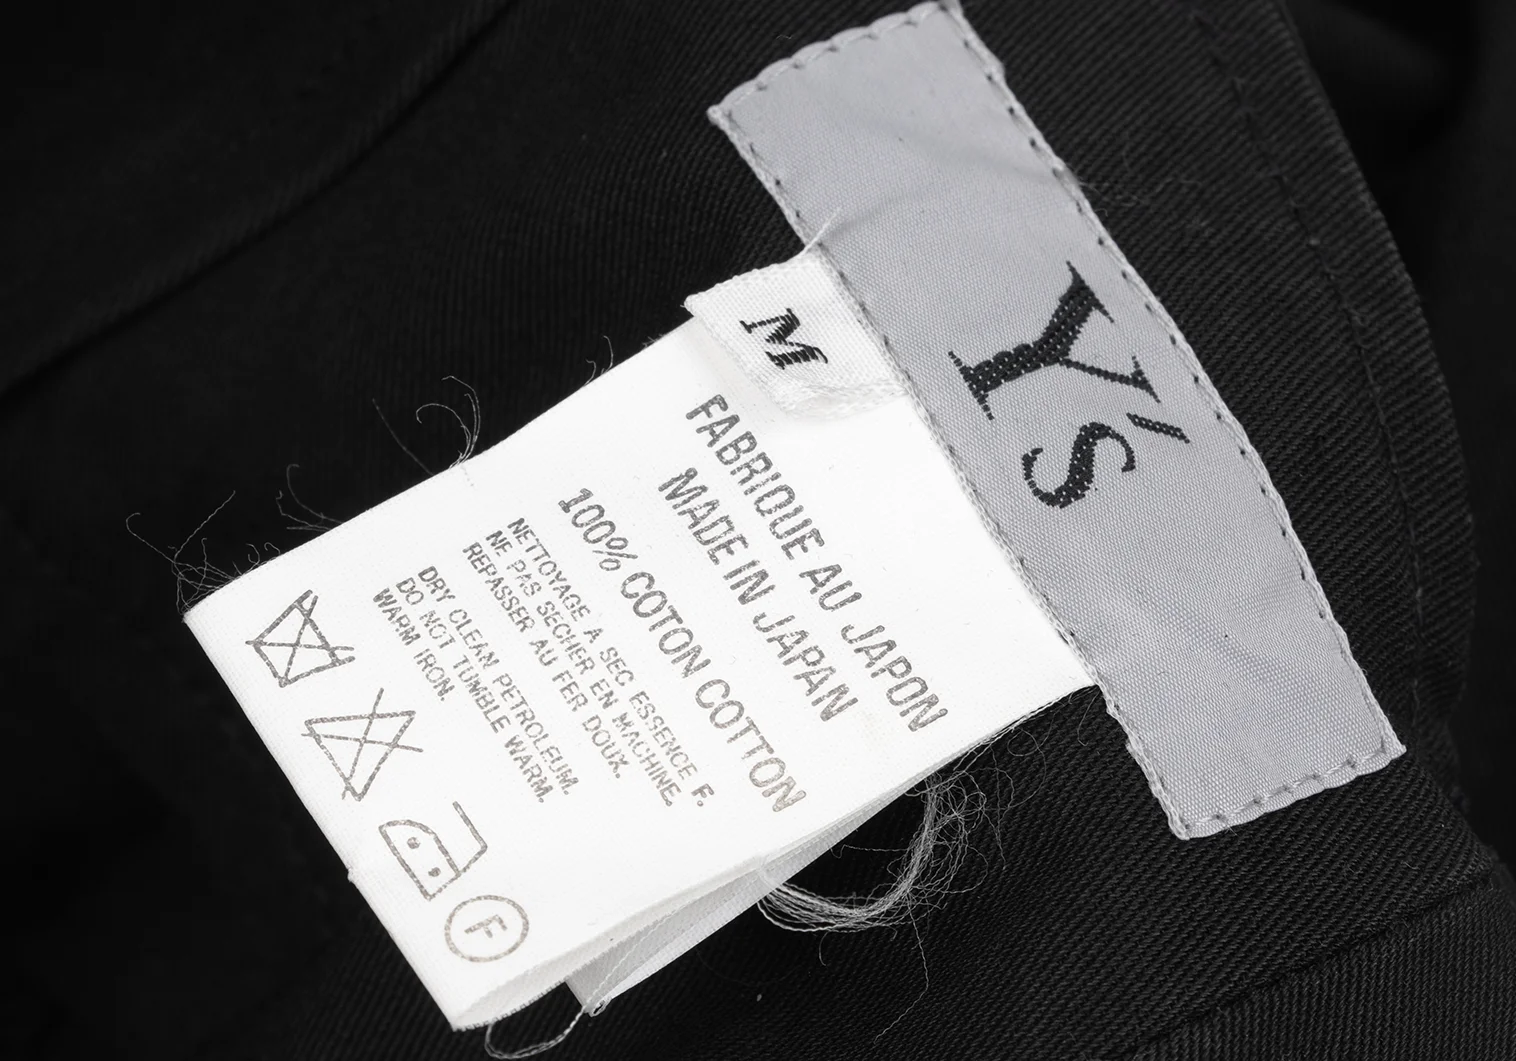 Y's
M
FABRIQUE AU JAPON
MADE IN JAPAN
100% COTON COTTON
NETTOYAGE A SEC ESSENCE F.
NE PAS SECHER EN MACHINE.
REPASSER AU FER DOUX.
DRY CLEAN, PETROLEUM.
DO NOT TUMBLE WARM.
WARM IRON.
F